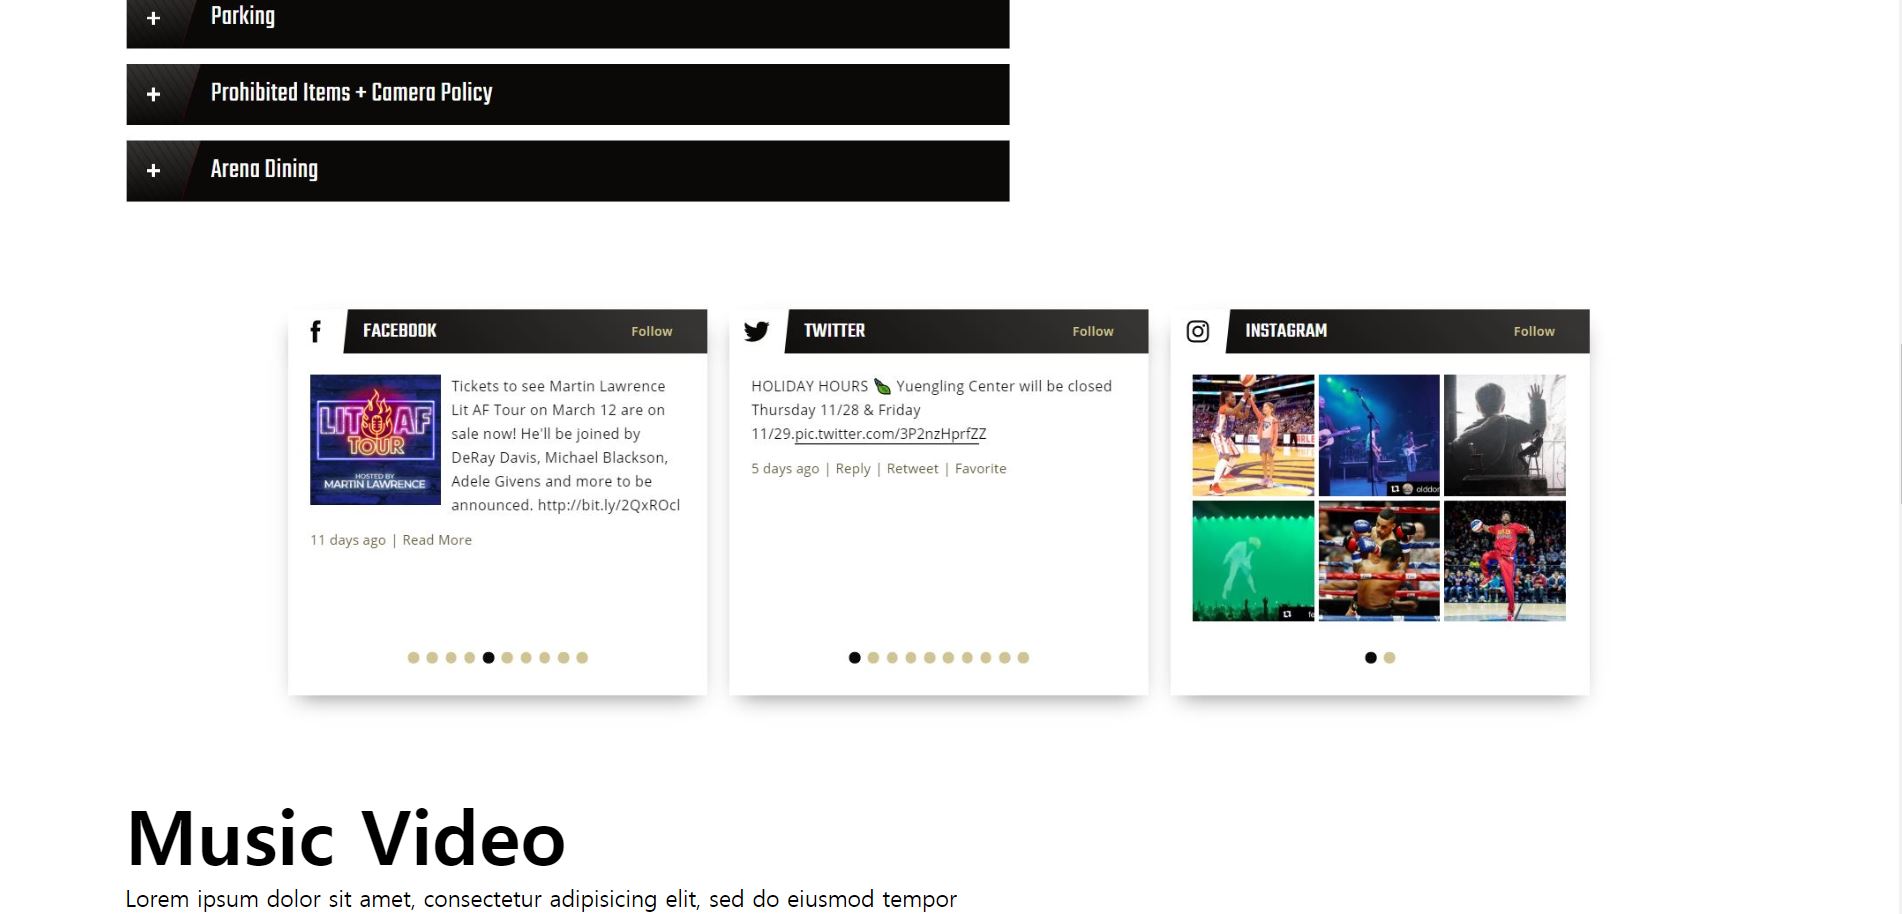 Parking
Prohibited Items + Camera Policy
Arena Dining
FACEBOOK
Follow
LIT AF
TOUR
HOSTED BY
MARTIN LAWRENCE
Tickets to see Martin Lawrence
Lit AF Tour on March 12 are on
sale now! He'll be joined by
DeRay Davis, Michael Blackson,
Adele Givens and more to be
announced. http://bit.ly/2QxROcl
11 days ago | Read More
TWITTER
Follow
HOLIDAY HOURS 🍃 Yuengling Center will be closed
Thursday 11/28 & Friday
11/29.pic.twitter.com/3P2nzHprfZZ
5 days ago | Reply | Retweet | Favorite
INSTAGRAM
Follow
olddor
fe
Music Video
Lorem ipsum dolor sit amet, consectetur adipisicing elit, sed do eiusmod tempor